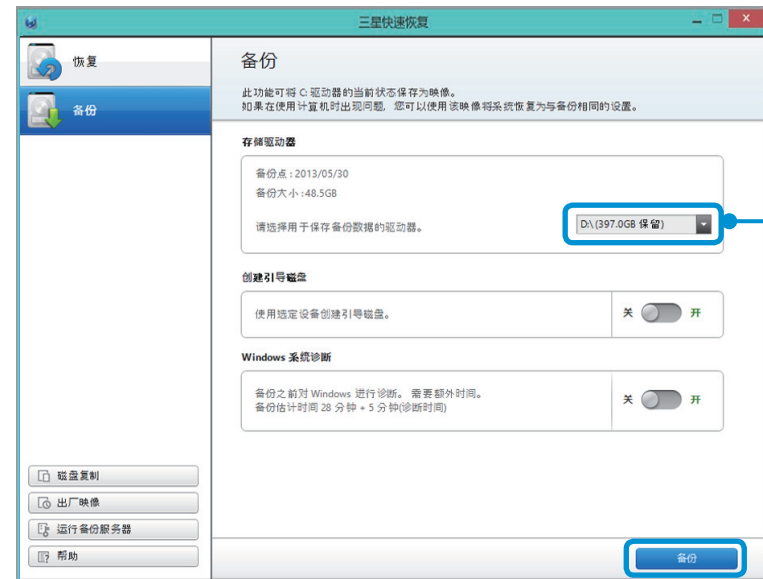 三星快速恢复
恢复
备份
备份
此功能可将 C: 驱动器的当前状态保存为映像。
如果在使用计算机时出现问题, 您可以使用该映像将系统恢复为与备份相同的设置。
存储驱动器
备份点 : 2013/05/30
备份大小 : 48.5GB
请选择用于保存备份数据的驱动器。
D:\ (397.0GB 保留)
创建引导磁盘
使用选定设备创建引导磁盘。
关 开
Windows 系统诊断
备份之前对 Windows 进行诊断。 需要额外时间。
备份估计时间 28 分钟 + 5 分钟(诊断时间)
关 开
磁盘复制
出厂映像
运行备份服务器
帮助
备份